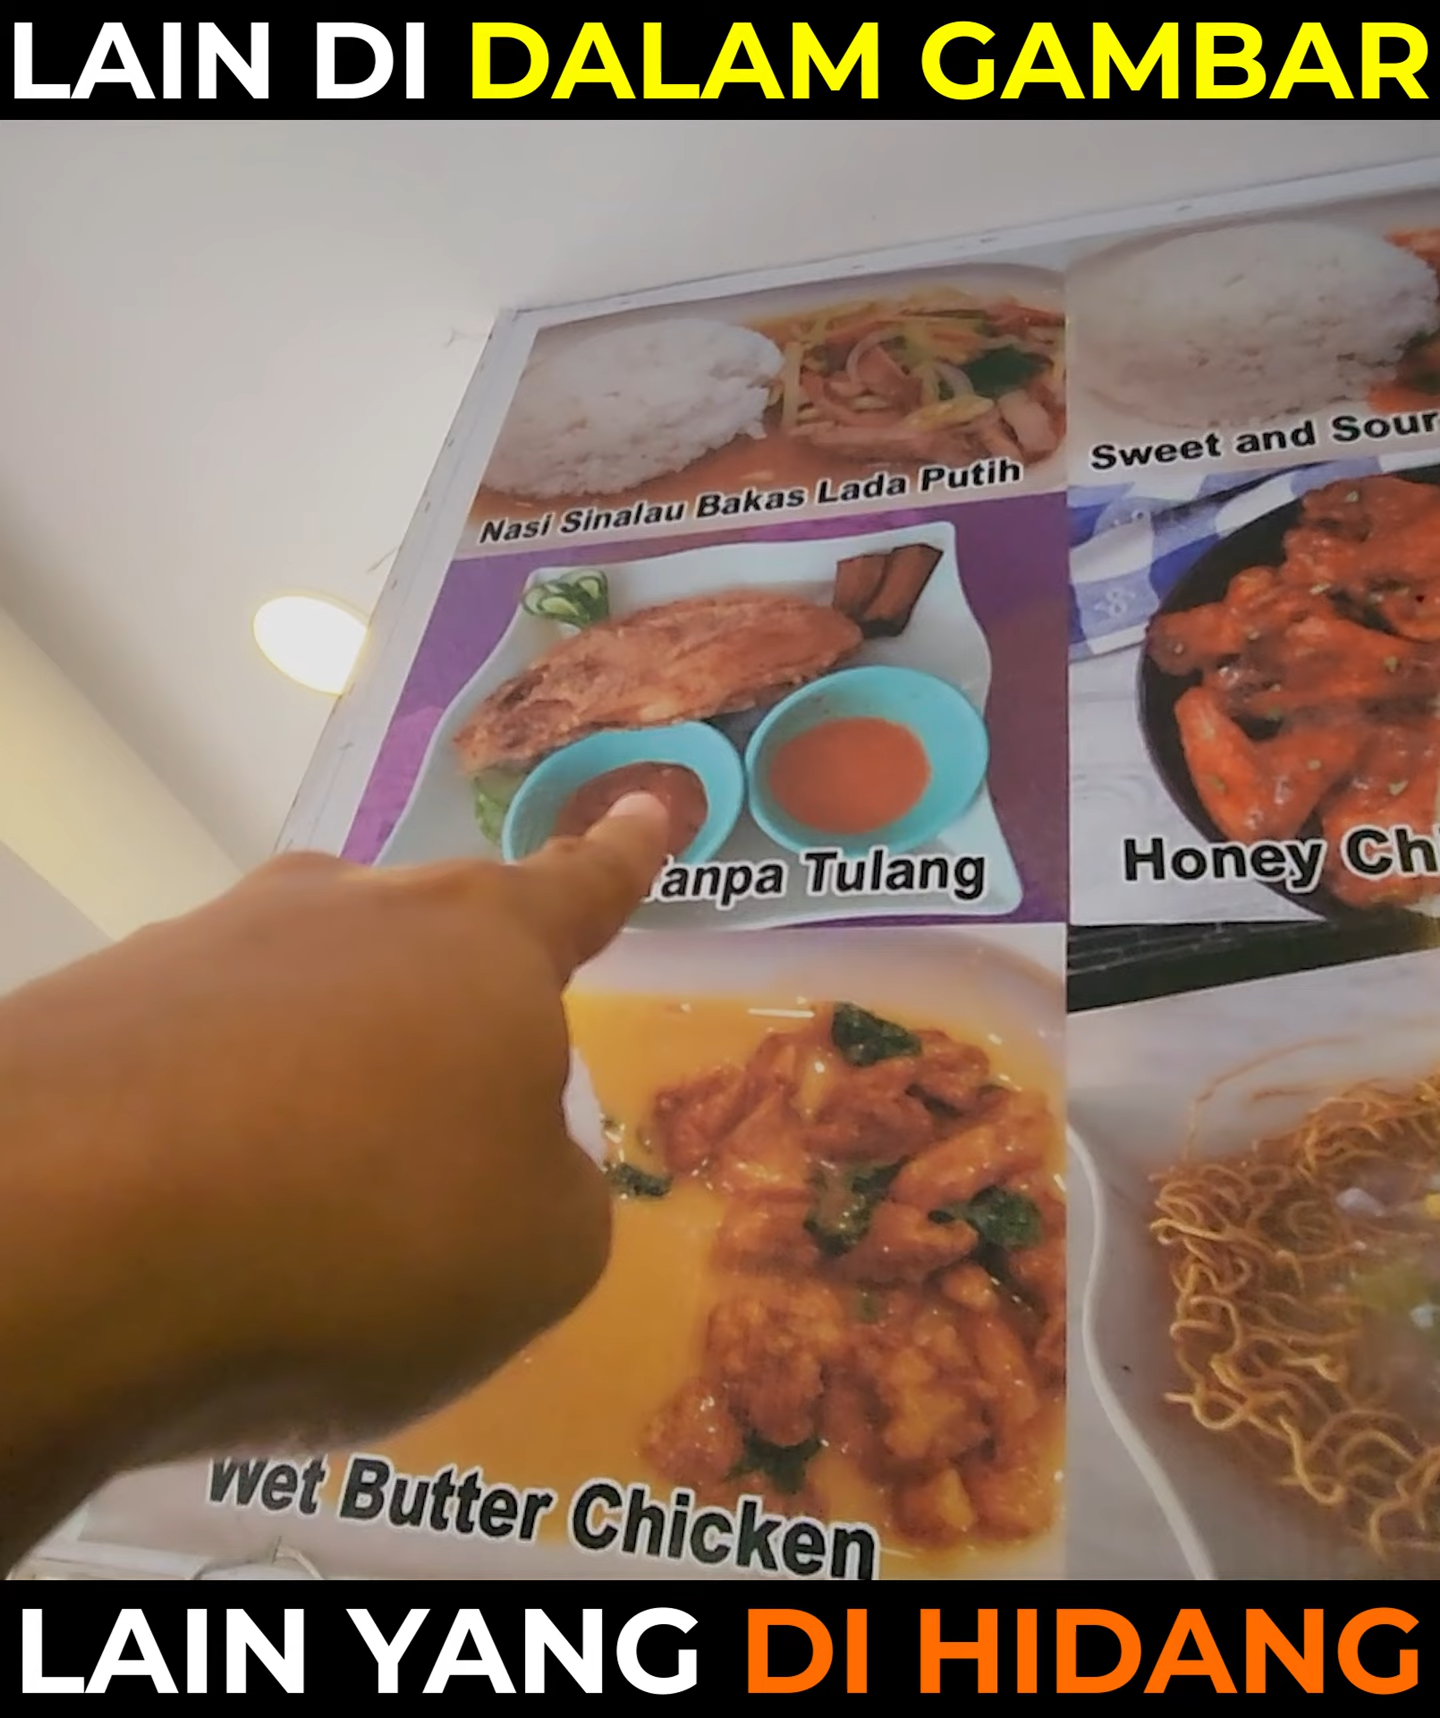 LAIN DI DALAM GAMBAR
Nasi Sinalau Bakas Lada Putih
Sweet and Sour
Tanpa Tulang
Honey Ch
Wet Butter Chicken
LAIN YANG DI HIDANG